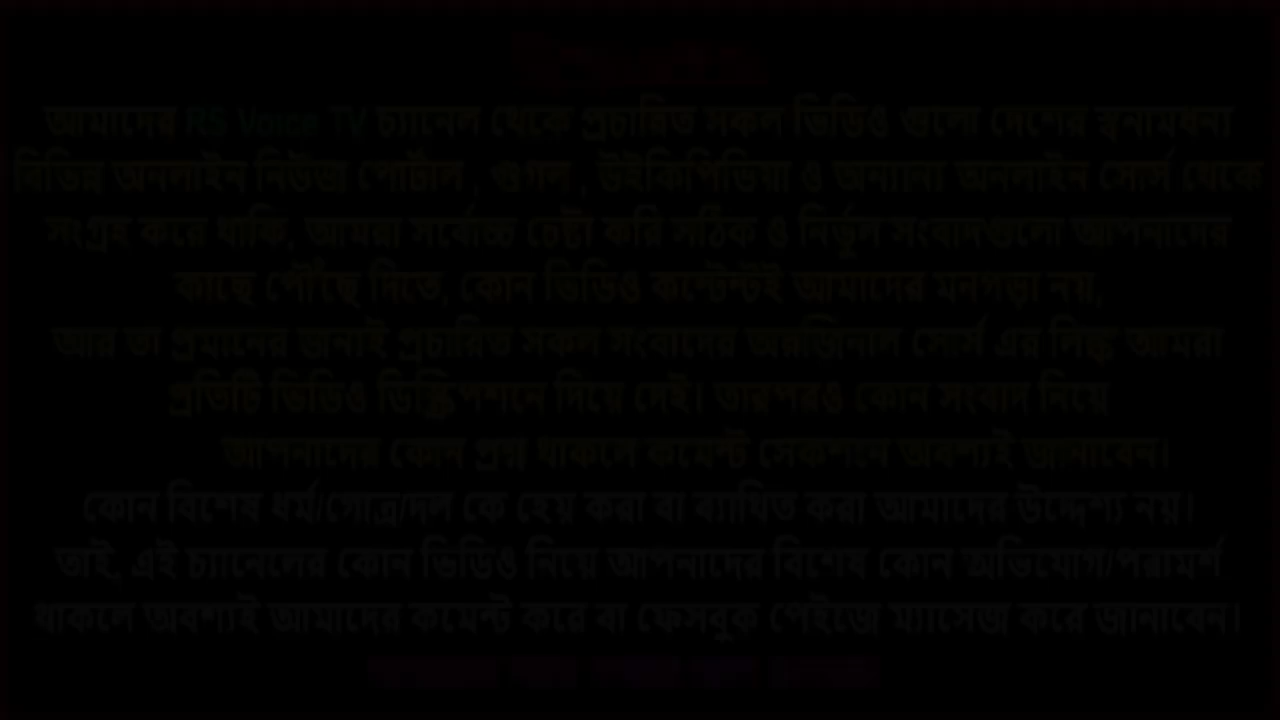 আমাদের RS Voice TV চ্যানেল থেকে প্রচারিত সকল ভিডিও গুলো দেশের স্বনামধন্য
বিভিন্ন অনলাইন নিউজ পোর্টাল , গুগল , উইকিপিডিয়া ও অন্যান্য অনলাইন সোর্স থেকে
সংগ্রহ করে থাকি, আমরা সর্বোচ্চ চেষ্টা করি সঠিক ও নির্ভুল সংবাদগুলো আপনাদের
কাছে পৌঁছে দিতে, কোন ভিডিও কন্টেন্টই আমাদের মনগড়া নয়,
আর তা প্রমানের জন্যই প্রচারিত সকল সংবাদের অরজিনাল সোর্স এর লিঙ্ক আমরা
প্রতিটি ভিডিও ডিস্ক্রিপশনে দিয়ে দেই। তারপরও কোন সংবাদ নিয়ে
আপনাদের কোন প্রশ্ন থাকলে কমেন্ট সেকশনে অবশ্যই জানাবেন।
কোন বিশেষ ধর্ম/গোত্র/দল কে হেয় করা বা ব্যাথিত করা আমাদের উদ্দেশ্য নয়।
তাই, এই চ্যানেলের কোন ভিডিও নিয়ে আপনাদের বিশেষ কোন অভিযোগ/পরামর্শ
থাকলে অবশ্যই আমাদের কমেন্ট করে বা ফেসবুক পেইজে ম্যাসেজ করে জানাবেন।